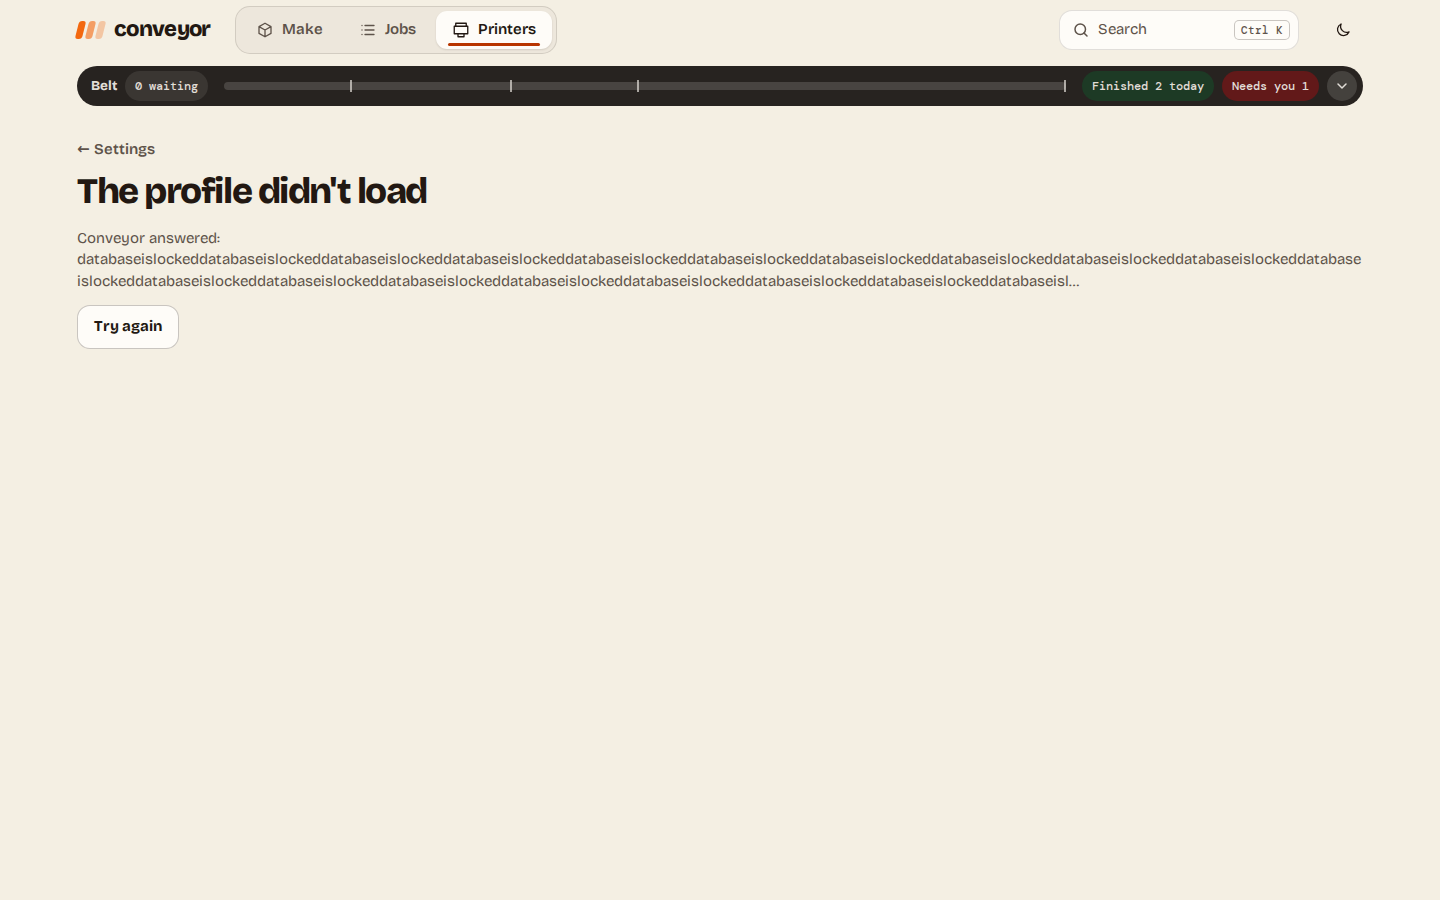 conveyor
Make
Jobs
Printers
Search
Ctrl K
Belt
0 waiting
Finished 2 today
Needs you 1
← Settings
The profile didn't load
Conveyor answered:
databaseislockeddatabaseislockeddatabaseislockeddatabaseislockeddatabaseislockeddatabaseislockeddatabaseislockeddatabaseislockeddatabaseislockeddatabaseislockeddatabase
islockeddatabaseislockeddatabaseislockeddatabaseislockeddatabaseislockeddatabaseislockeddatabaseislockeddatabaseislockeddatabaseisl…
Try again